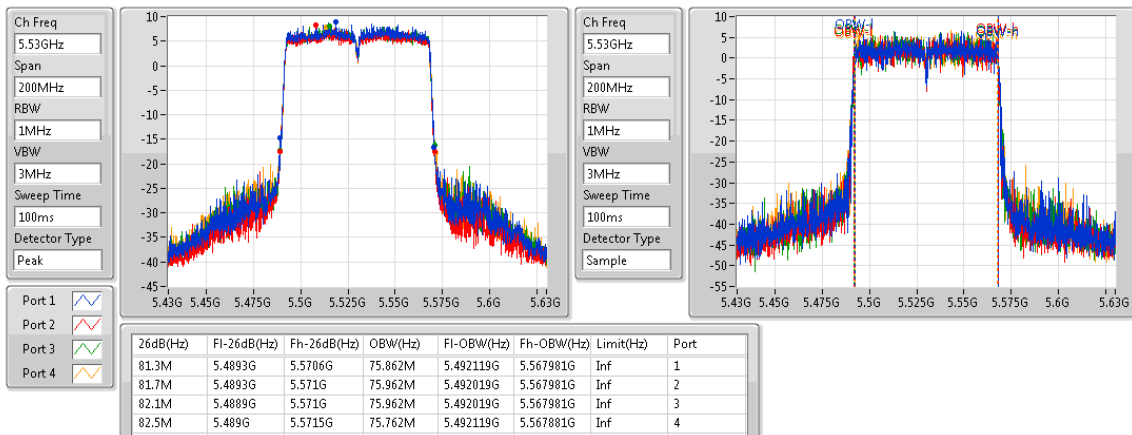 Ch Freq
5.53GHz
Span
200MHz
RBW
1MHz
VBW
3MHz
Sweep Time
100ms
Detector Type
Peak
10
5
0
-5
-10
-15
-20
-25
-30
-35
-40
-45
5.43G 5.45G 5.475G 5.5G 5.525G 5.55G 5.575G 5.6G 5.63G
Ch Freq
5.53GHz
Span
200MHz
RBW
1MHz
VBW
3MHz
Sweep Time
100ms
Detector Type
Sample
OBW-l OBW-h
10
5
0
-5
-10
-15
-20
-25
-30
-35
-40
-45
-50
-55
5.43G 5.45G 5.475G 5.5G 5.525G 5.55G 5.575G 5.6G 5.63G
Port 1
Port 2
Port 3
Port 4
26dB(Hz) Fl-26dB(Hz) Fh-26dB(Hz) OBW(Hz) Fl-OBW(Hz) Fh-OBW(Hz) Limit(Hz) Port
81.3M 5.4893G 5.5706G 75.862M 5.492119G 5.567981G Inf 1
81.7M 5.4893G 5.571G 75.962M 5.492019G 5.567981G Inf 2
82.1M 5.4889G 5.571G 75.962M 5.492019G 5.567981G Inf 3
82.5M 5.489G 5.5715G 75.762M 5.492119G 5.567881G Inf 4